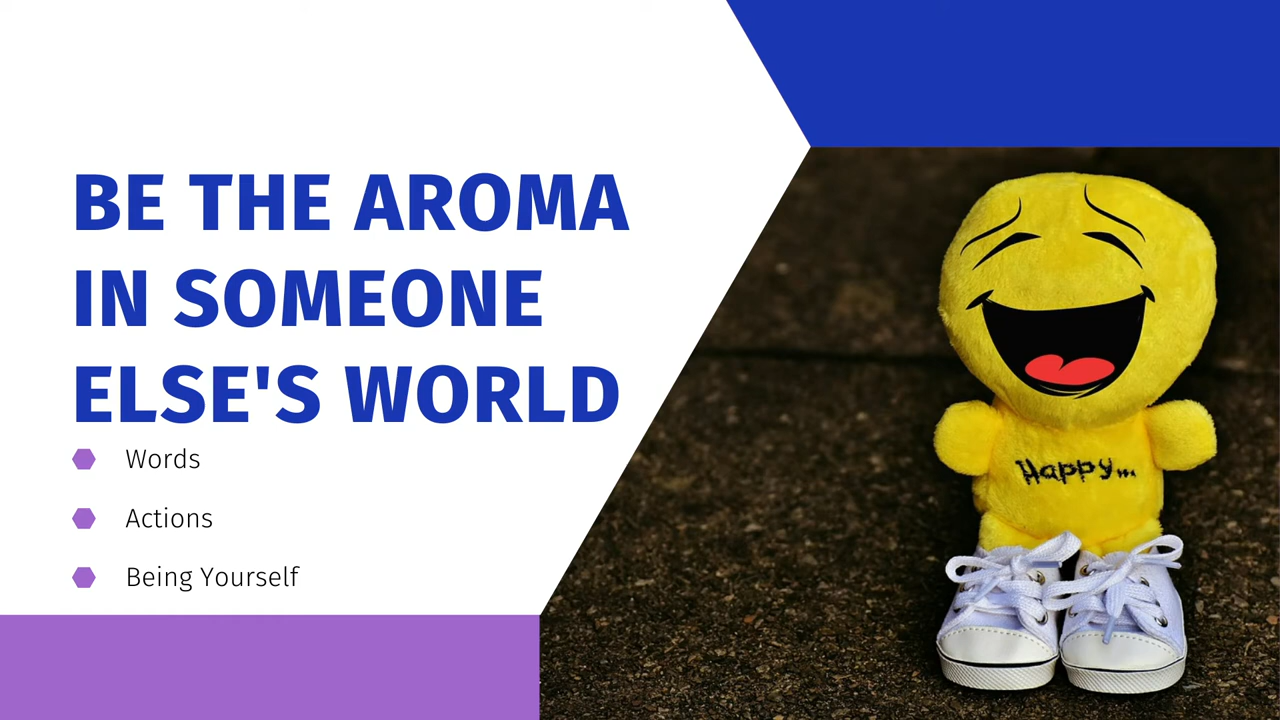 BE THE AROMA
IN SOMEONE
ELSE'S WORLD
Words
Actions
Being Yourself
Happy...